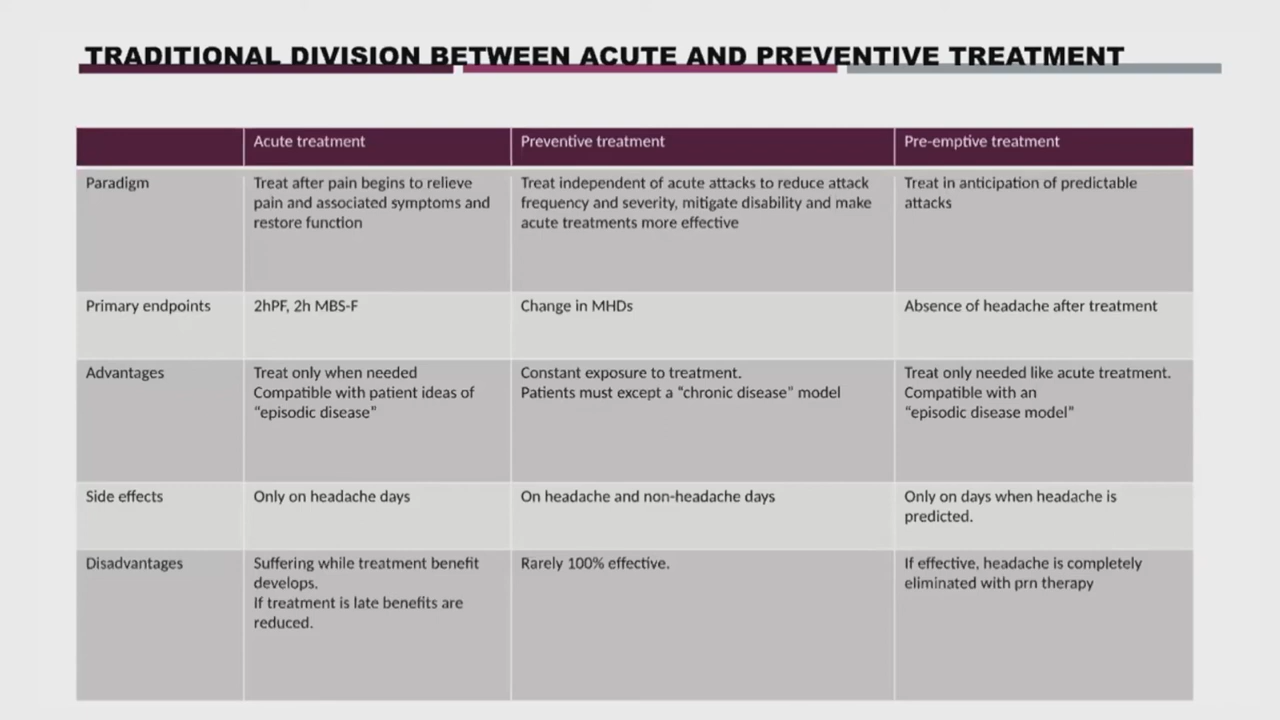 TRADITIONAL DIVISION BETWEEN ACUTE AND PREVENTIVE TREATMENT
Acute treatment
Preventive treatment
Pre-emptive treatment
Paradigm
Treat after pain begins to relieve
pain and associated symptoms and
restore function
Treat independent of acute attacks to reduce attack
frequency and severity, mitigate disability and make
acute treatments more effective
Treat in anticipation of predictable
attacks
Primary endpoints
2hPF, 2h MBS-F
Change in MHDs
Absence of headache after treatment
Advantages
Treat only when needed
Compatible with patient ideas of
“episodic disease”
Constant exposure to treatment.
Patients must except a “chronic disease” model
Treat only needed like acute treatment.
Compatible with an
“episodic disease model”
Side effects
Only on headache days
On headache and non-headache days
Only on days when headache is
predicted.
Disadvantages
Suffering while treatment benefit
develops.
If treatment is late benefits are
reduced.
Rarely 100% effective.
If effective, headache is completely
eliminated with prn therapy